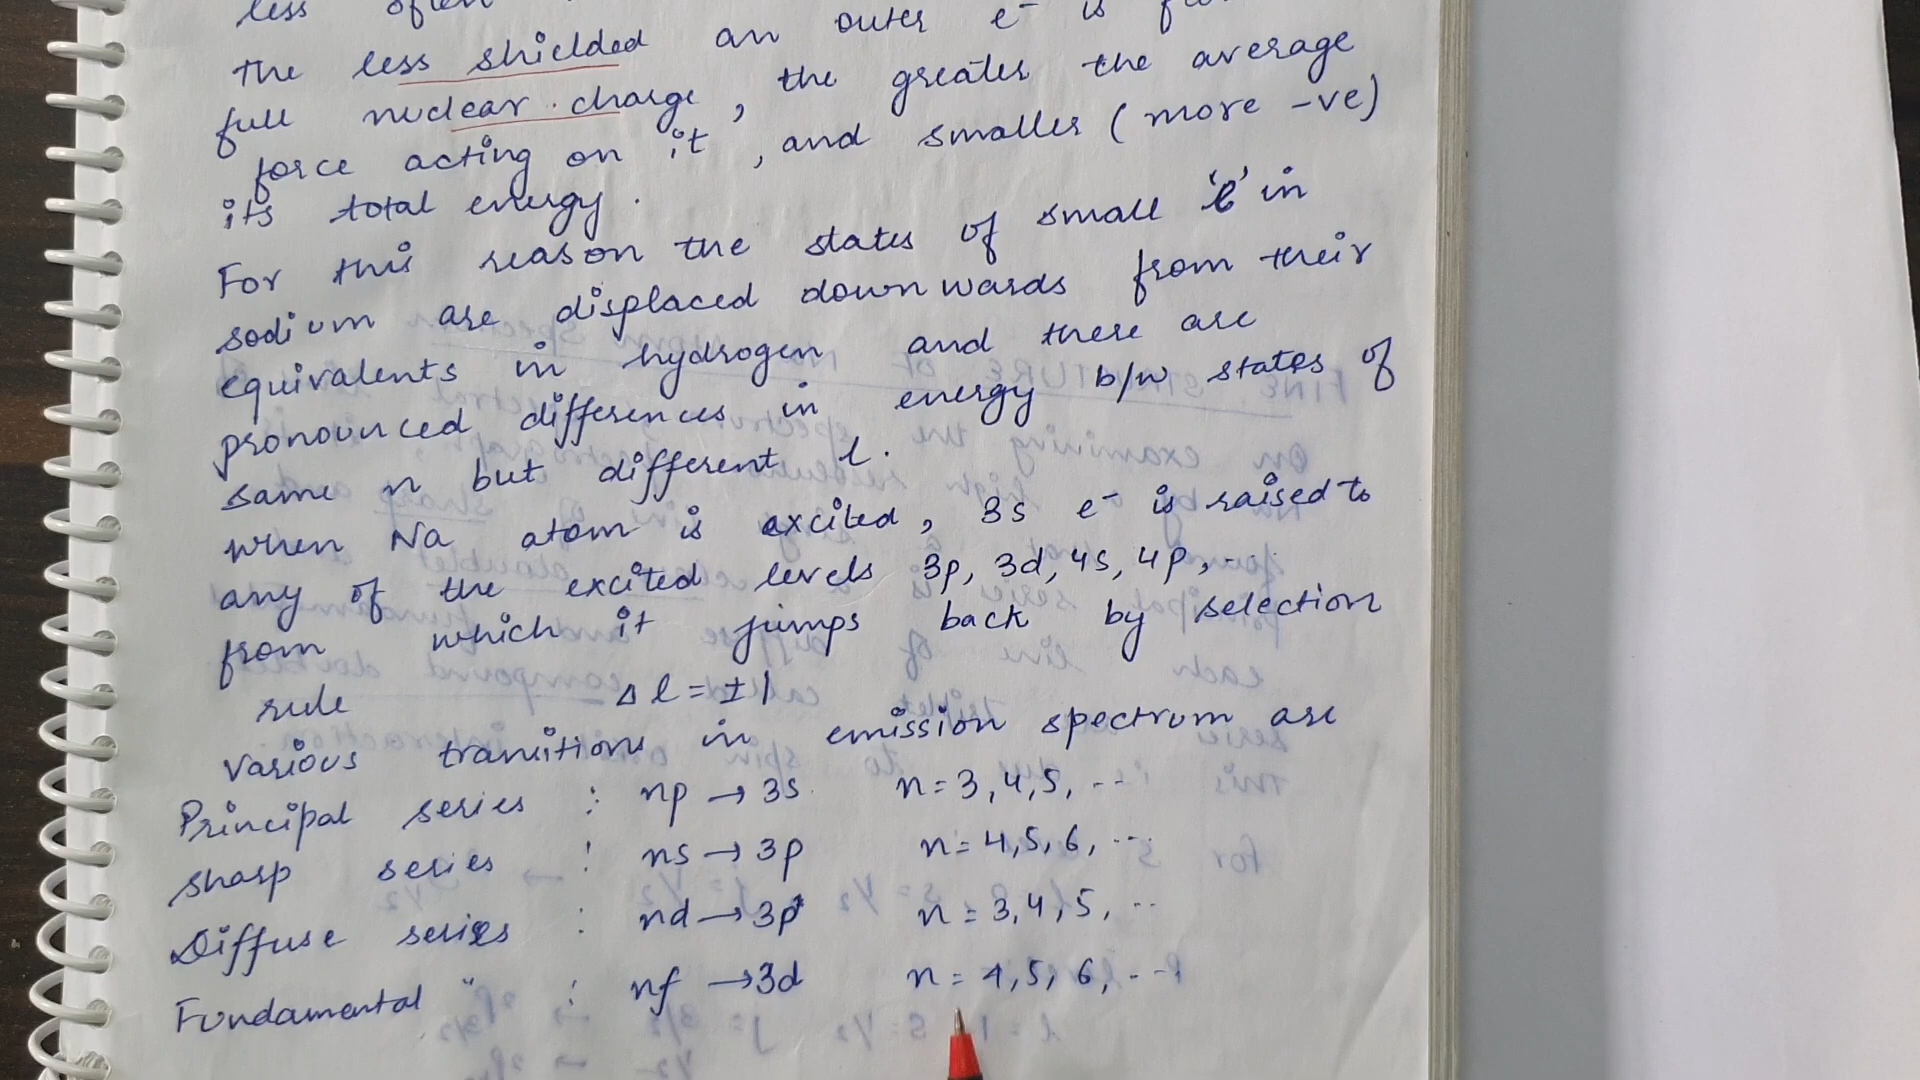 less often
The less shielded an outer e⁻ is
full nuclear charge, the greater the average
force acting on it, and smaller (more -ve)
its total energy.
For this reason the states of small 'l' in
sodium are displaced downwards from their
equivalents in hydrogen and there are
pronounced differences in energy b/w states of
same n but different l.
when Na atom is excited, 3s e⁻ is raised to
any of the excited levels 3p, 3d, 4s, 4p, ..
from which it jumps back by selection
rule Δl = ±1
Various transitions in emission spectrum are
Principal series : np → 3s n = 3, 4, 5, ...
Sharp series : ns → 3p n = 4, 5, 6, ...
Diffuse series : nd → 3p n = 3, 4, 5, ..
Fundamental " : nf → 3d n = 4, 5, 6, ...